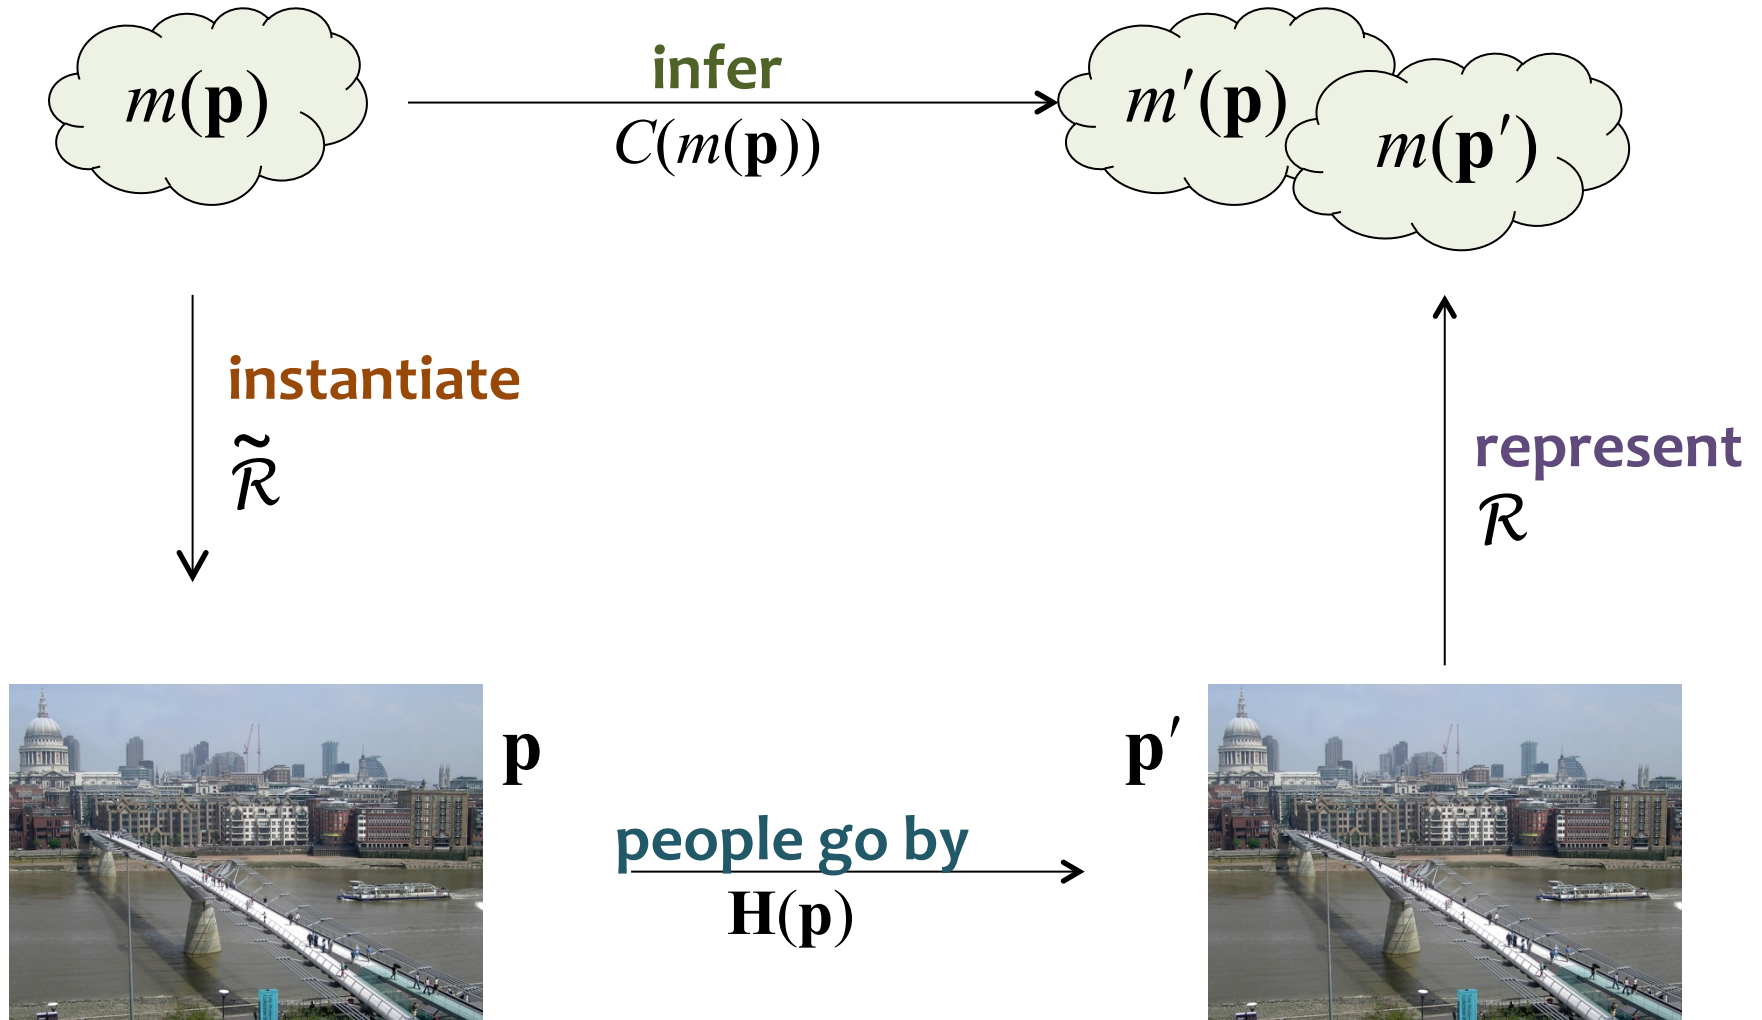 m(𝐩)
infer
C(m(𝐩))
m′(𝐩)
m(𝐩′)
instantiate
ℛ̃
represent
ℛ
𝐩
𝐩′
people go by
𝐇(𝐩)